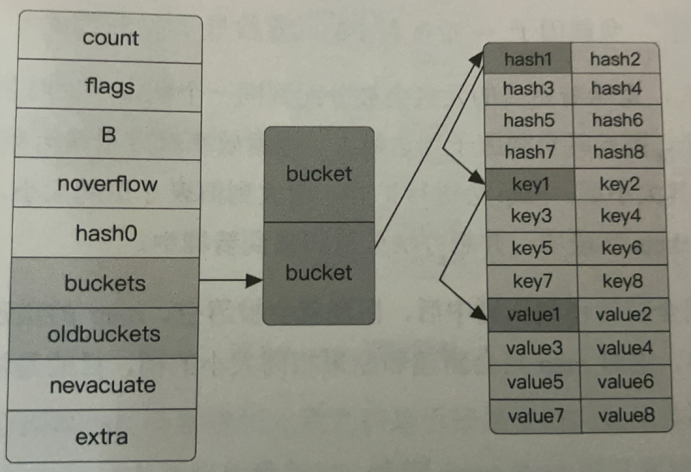 count
flags
B
noverflow
hash0
buckets
oldbuckets
nevacuate
extra
bucket
bucket
hash1 hash2
hash3 hash4
hash5 hash6
hash7 hash8
key1 key2
key3 key4
key5 key6
key7 key8
value1 value2
value3 value4
value5 value6
value7 value8